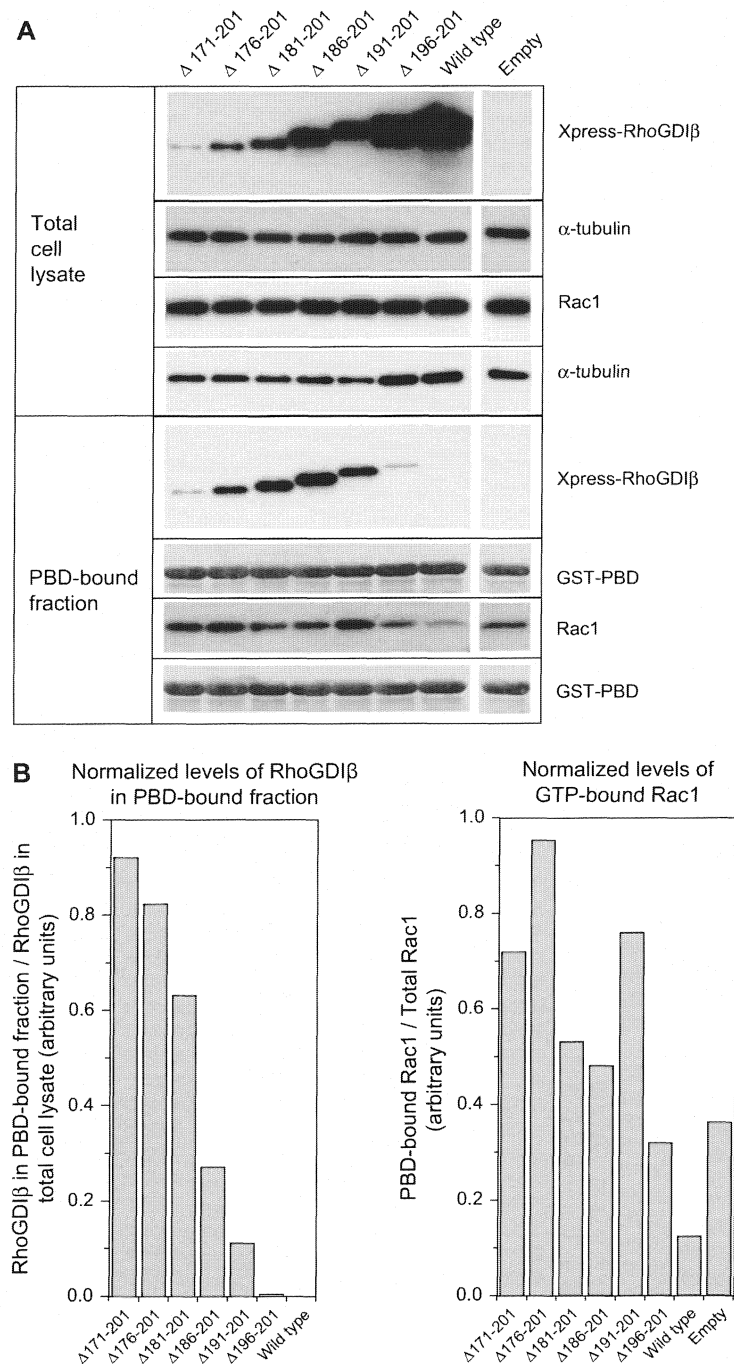 A
Δ 171-201
Δ 176-201
Δ 181-201
Δ 186-201
Δ 191-201
Δ 196-201
Wild type
Empty
Total
cell
lysate
Xpress-RhoGDIβ
α-tubulin
Rac1
α-tubulin
PBD-bound
fraction
Xpress-RhoGDIβ
GST-PBD
Rac1
GST-PBD
B
Normalized levels of RhoGDIβ
in PBD-bound fraction
RhoGDIβ in PBD-bound fraction / RhoGDIβ in
total cell lysate (arbitrary units)
1.0
0.8
0.6
0.4
0.2
0.0
Δ171-201
Δ176-201
Δ181-201
Δ186-201
Δ191-201
Δ196-201
Wild type
Normalized levels of
GTP-bound Rac1
PBD-bound Rac1 / Total Rac1
(arbitrary units)
1.0
0.8
0.6
0.4
0.2
0.0
Δ171-201
Δ176-201
Δ181-201
Δ186-201
Δ191-201
Δ196-201
Wild type
Empty